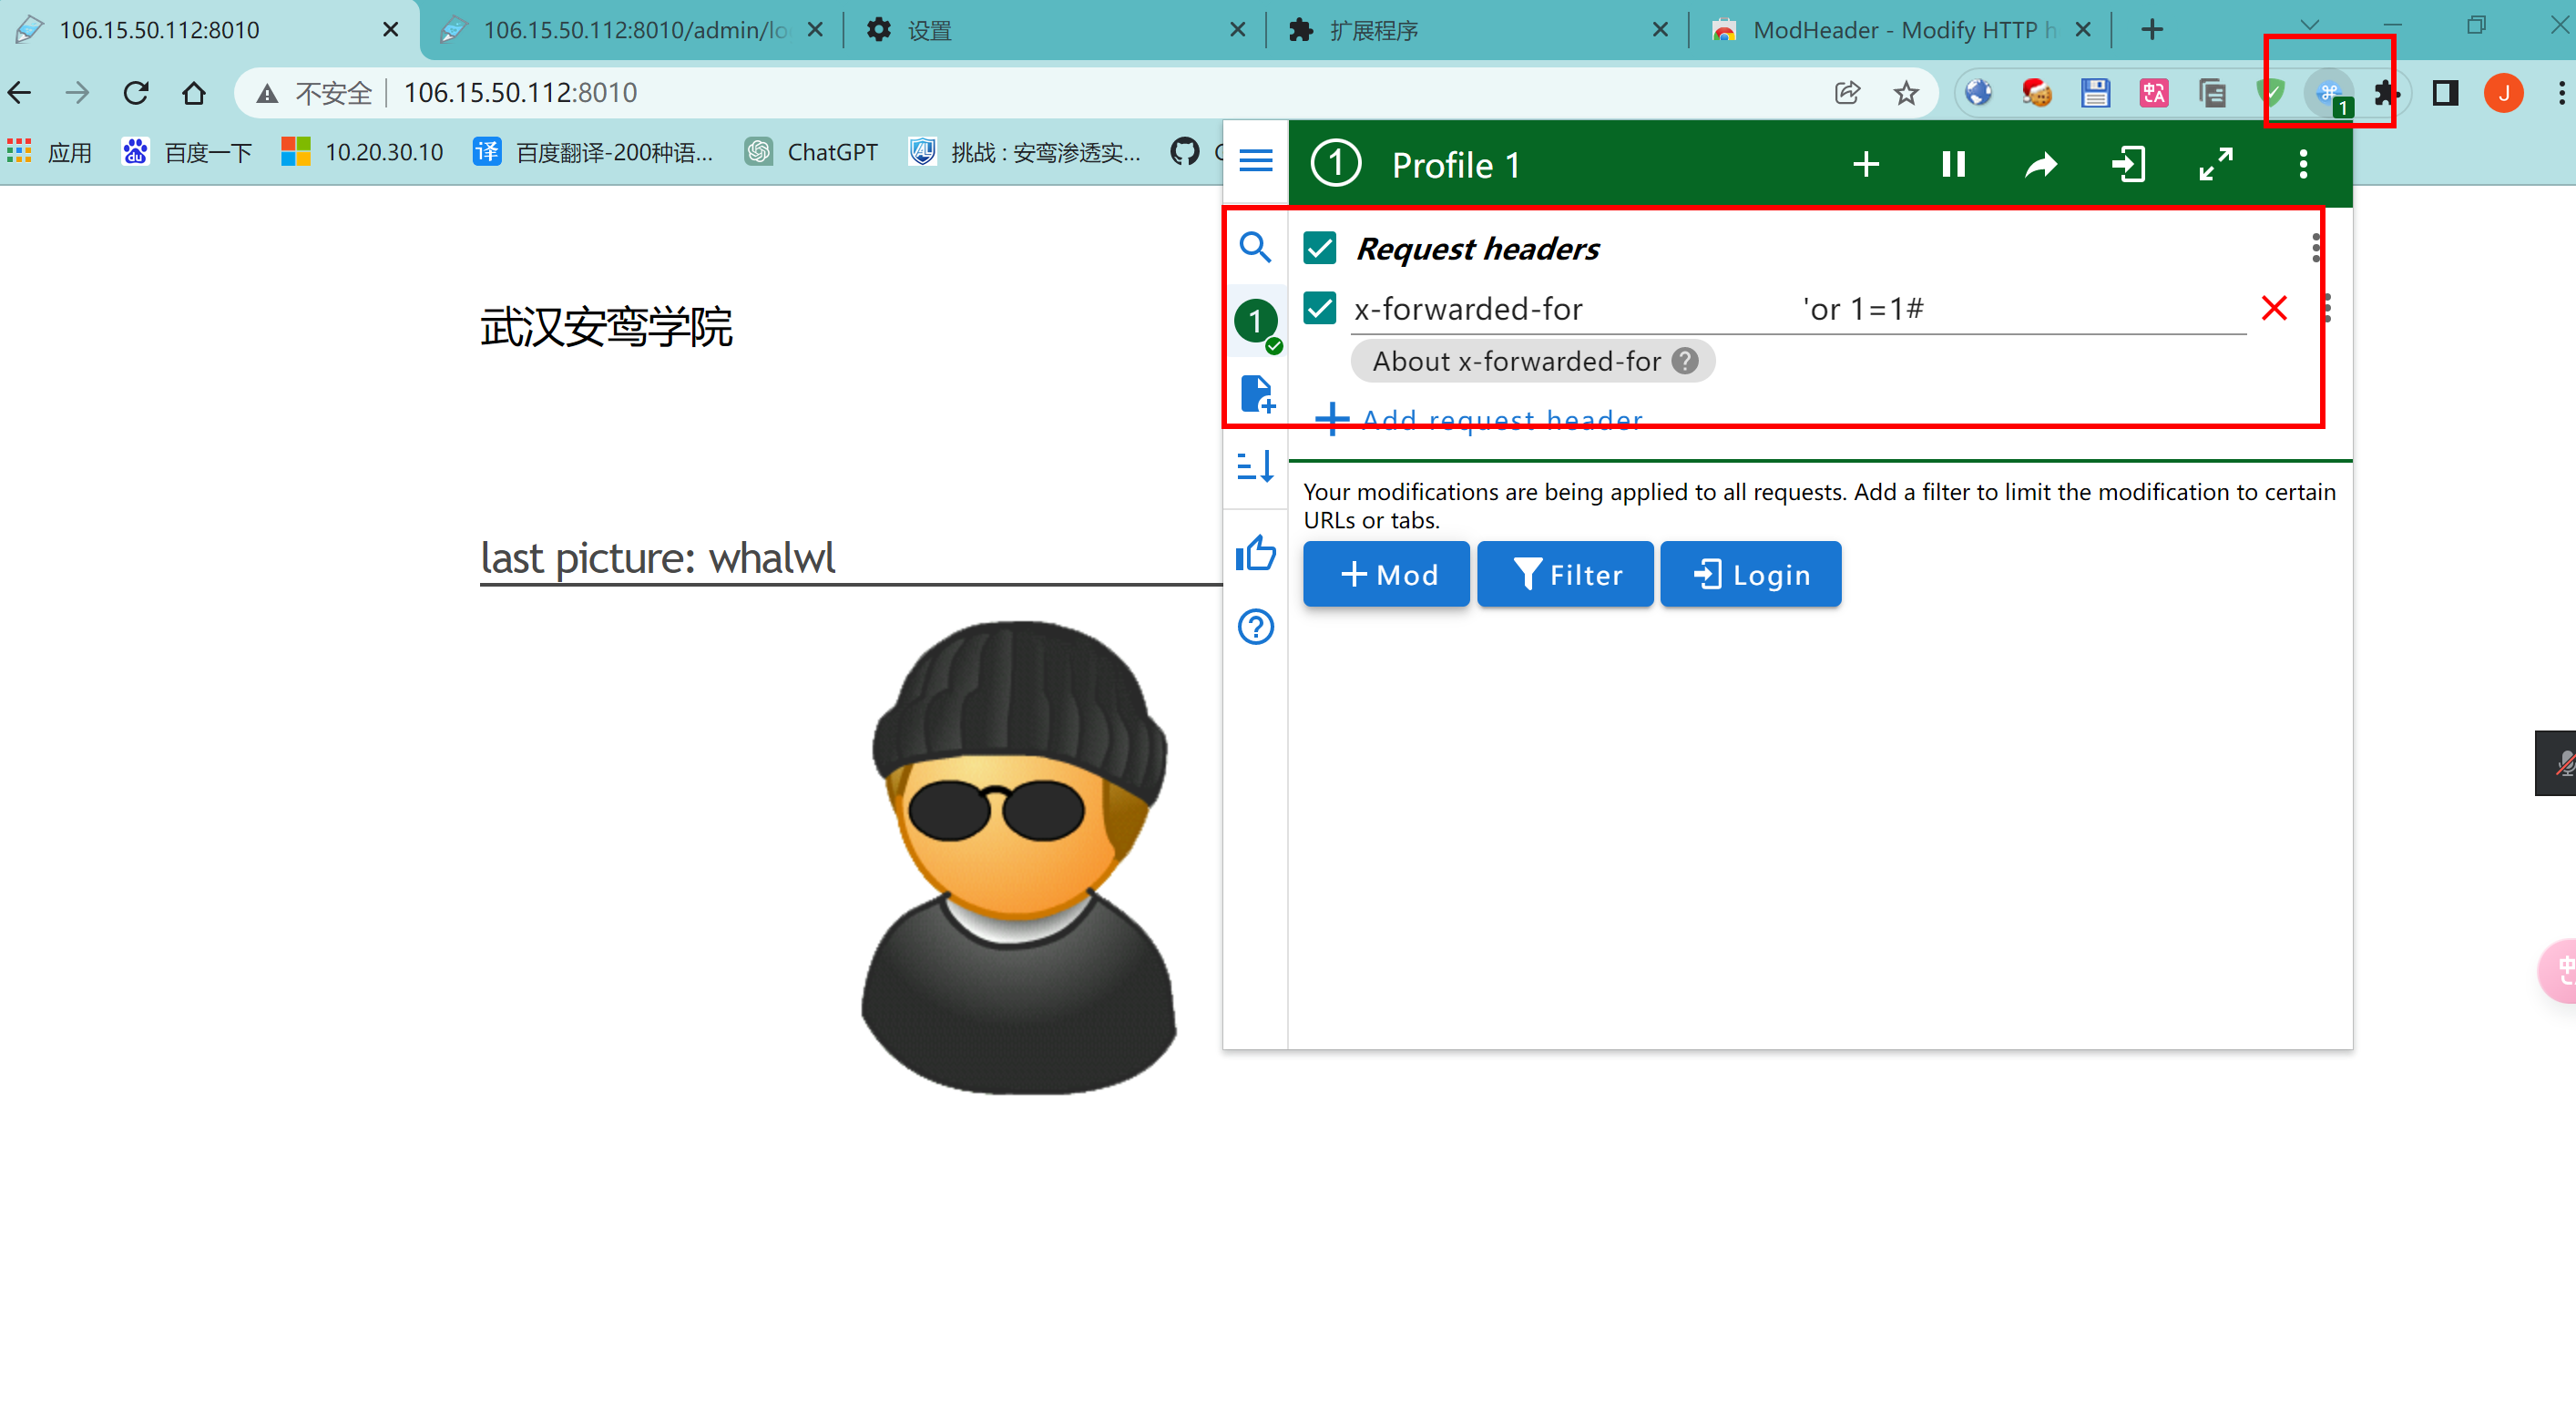 106.15.50.112:8010
106.15.50.112:8010/admin/lo
设置
扩展程序
ModHeader - Modify HTTP h
不安全
106.15.50.112:8010
1
J
应用
百度一下
10.20.30.10
译 百度翻译-200种语...
ChatGPT
挑战 : 安鸾渗透实...
1 Profile 1
武汉安鸾学院
Request headers
x-forwarded-for 'or 1=1#
1
About x-forwarded-for ?
Add request header
Your modifications are being applied to all requests. Add a filter to limit the modification to certain
URLs or tabs.
Mod
Filter
Login
last picture: whalwl